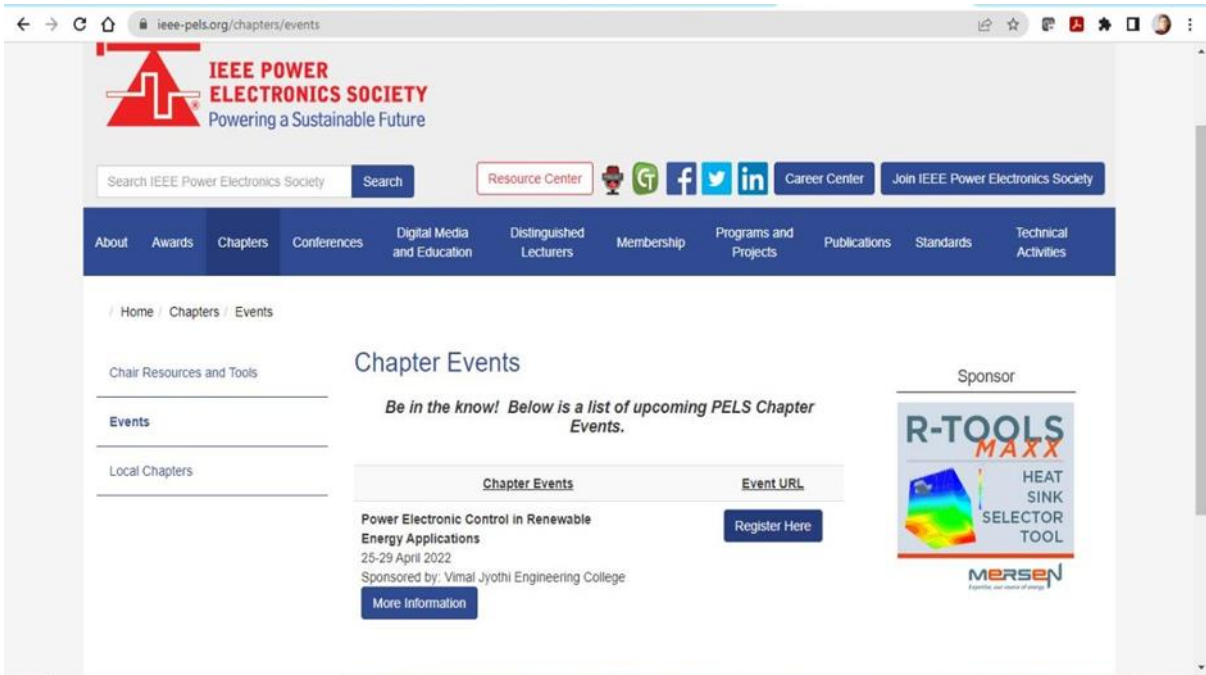 ieee-pels.org/chapters/events
IEEE POWER
ELECTRONICS SOCIETY
Powering a Sustainable Future
Search IEEE Power Electronics Society
Search
Resource Center
Career Center
Join IEEE Power Electronics Society
About
Awards
Chapters
Conferences
Digital Media
and Education
Distinguished
Lecturers
Membership
Programs and
Projects
Publications
Standards
Technical
Activities
/ Home / Chapters / Events
Chair Resources and Tools
Events
Local Chapters
Chapter Events
Be in the know! Below is a list of upcoming PELS Chapter
Events.
Chapter Events
Event URL
Power Electronic Control in Renewable
Energy Applications
25-29 April 2022
Sponsored by: Vimal Jyothi Engineering College
More Information
Register Here
Sponsor
R-TOOLS
MAXX
HEAT
SINK
SELECTOR
TOOL
MERSEN
Expertise, our source of energy